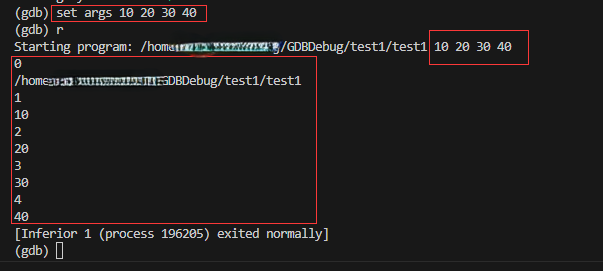 (gdb) set args 10 20 30 40
(gdb) r
Starting program: /home /GDBDebug/test1/test1 10 20 30 40
0
/home GDBDebug/test1/test1
1
10
2
20
3
30
4
40
[Inferior 1 (process 196205) exited normally]
(gdb)